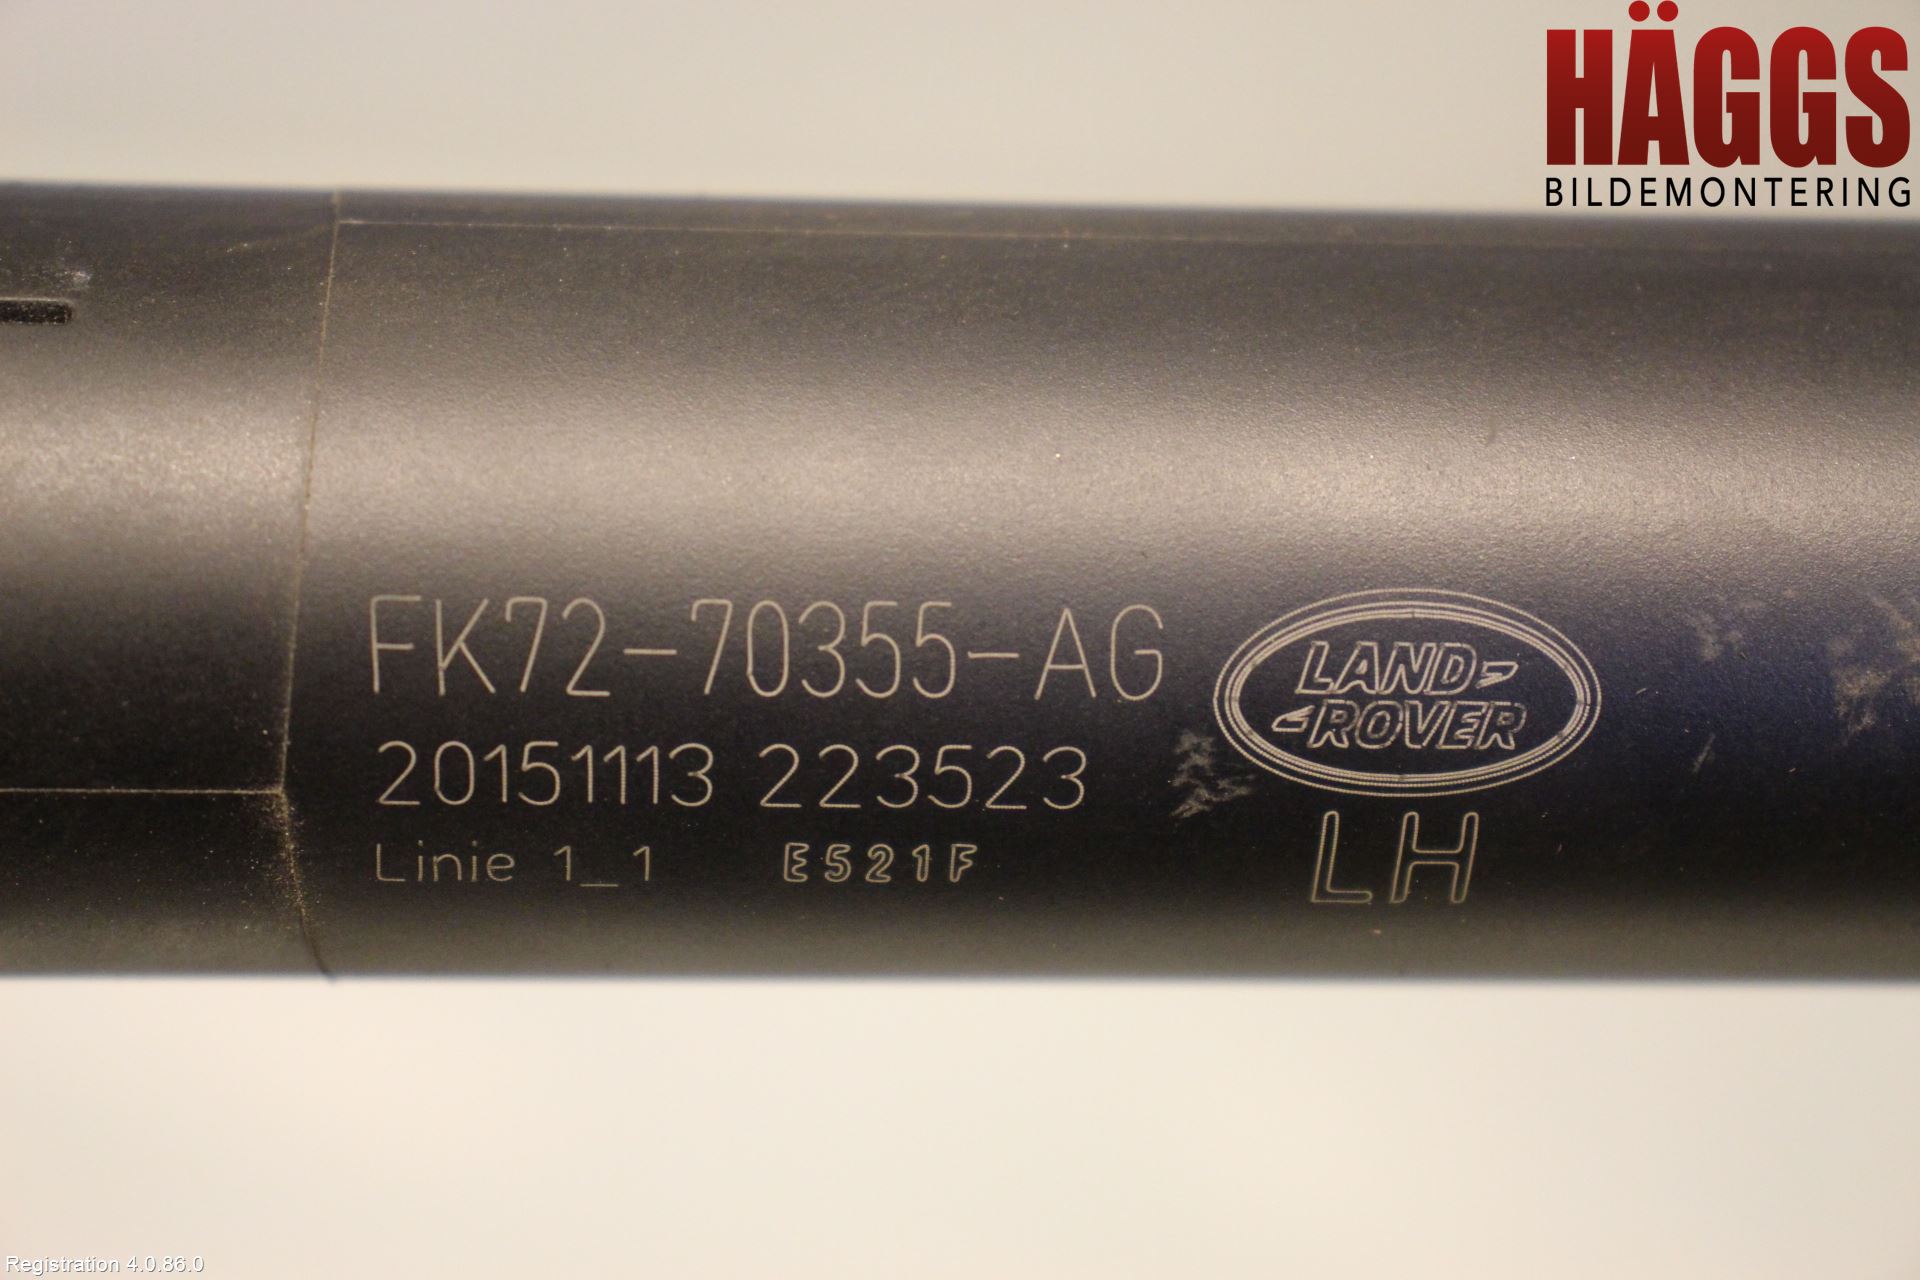 HÄGGS
BILDEMONTERING
FK72-70355-AG
LAND-
-ROVER
20151113 223523
Linie 1_1 E521F
LH
Registration 4.0.86.0